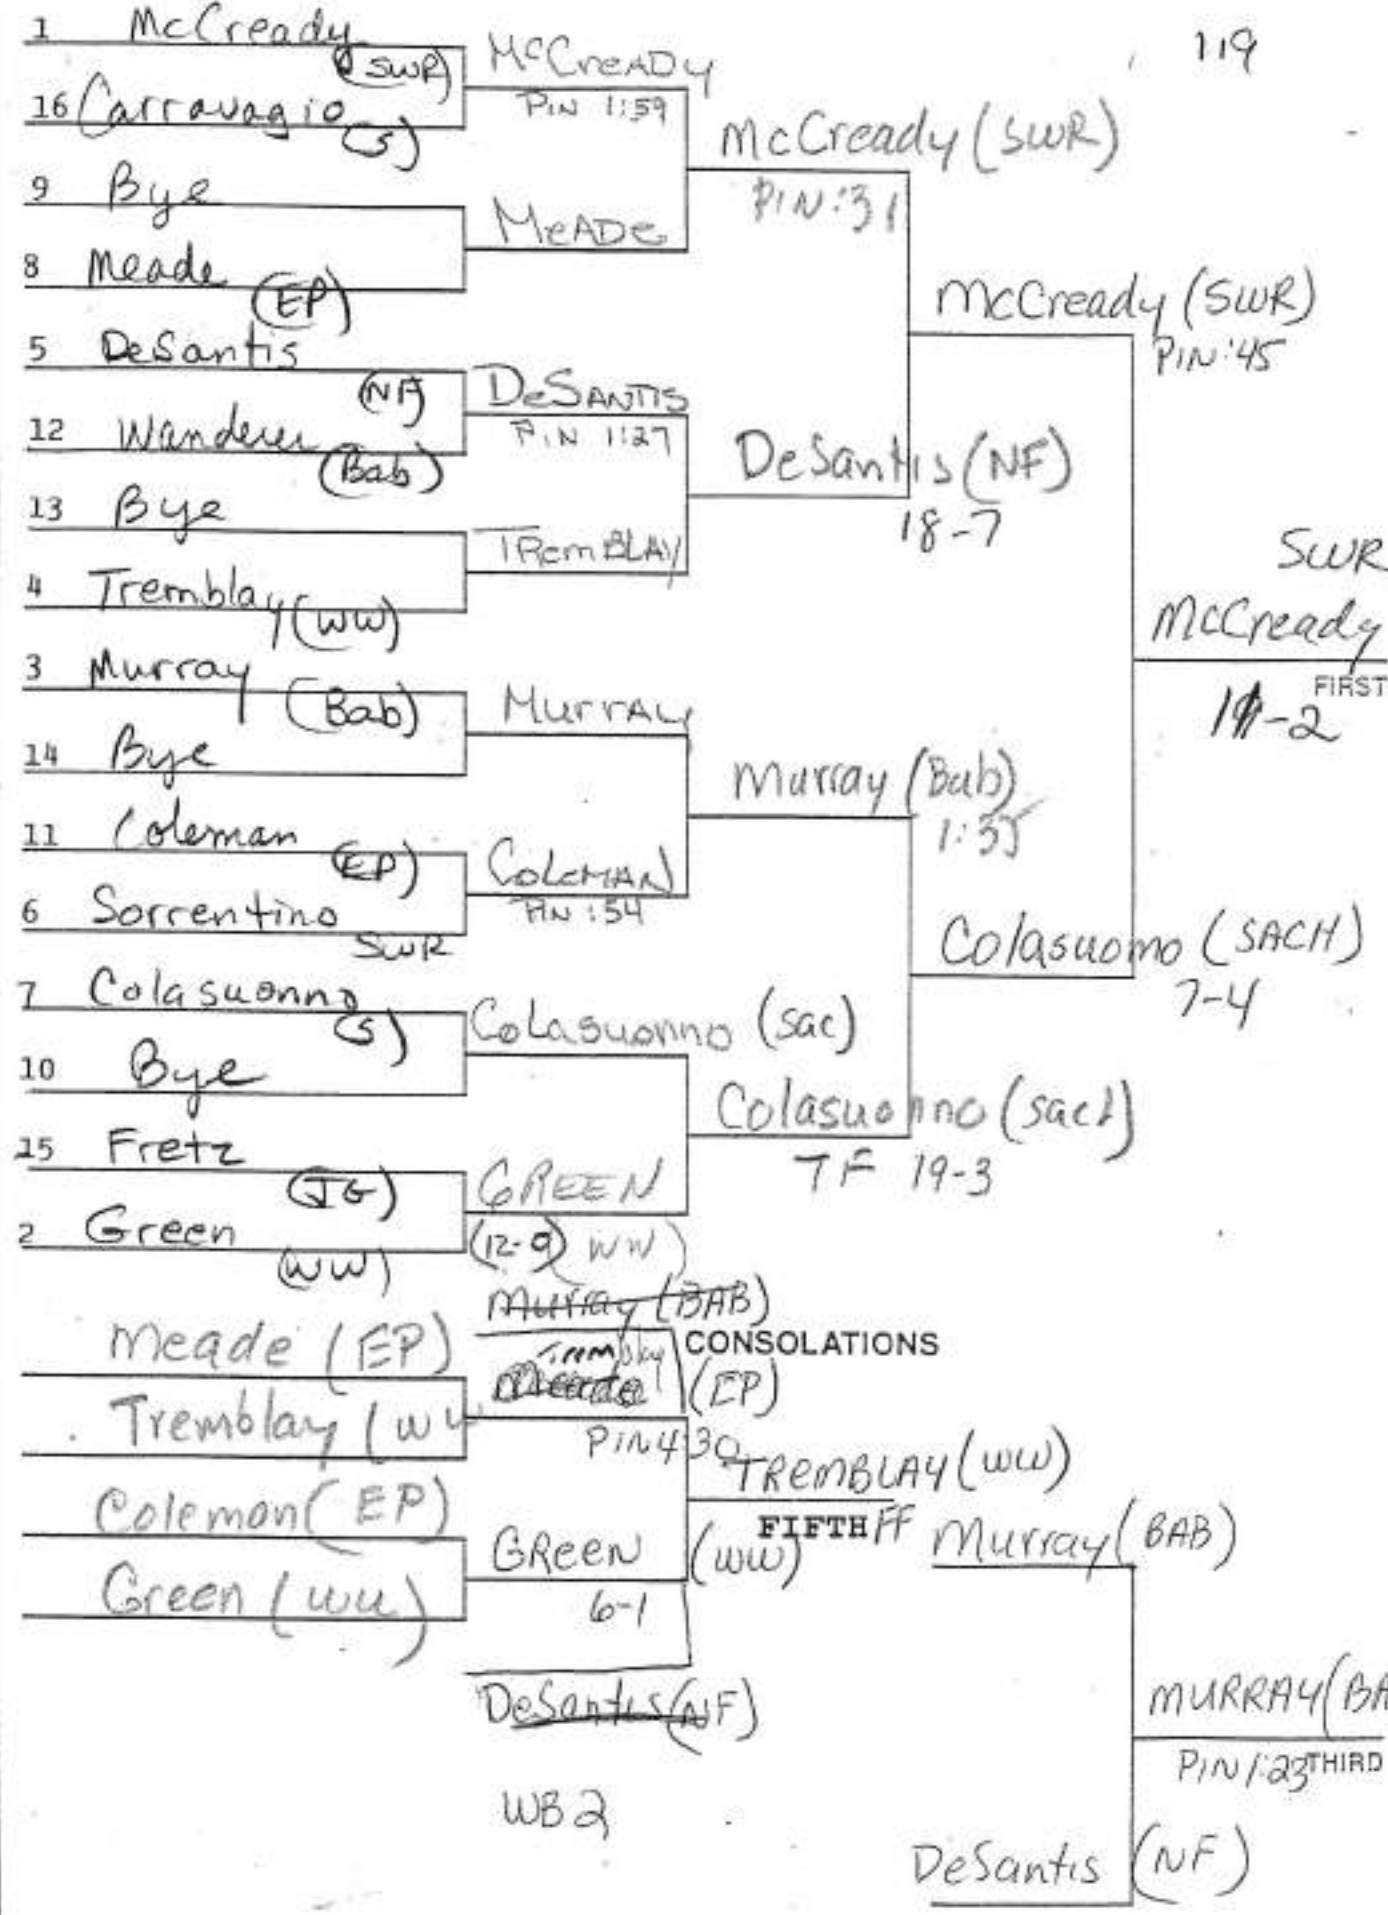 119
1 McCready (SWR)
16 Carravagio (S)
9 Bye
8 Meade (EP)
5 DeSantis (NF)
12 Wanderer (Bab)
13 Bye
4 Tremblay (WW)
3 Murray (Bab)
14 Bye
11 Coleman (EP)
6 Sorrentino SWR
7 Colasuonno (S)
10 Bye
15 Fretz (JG)
2 Green (WW)
McCreADy
PiN 1:59
MeADe
DeSANTIS
PiN 1:27
TRemBLAY
MurrAy
COLEMAN
PIN :54
Colasuonno (sac)
GREEN
(12-9) (WW)
McCready (SWR)
PIN :31
DeSantis (NF)
18-7
Murray (Bab)
1:35
Colasuonno (sach)
TF 19-3
McCready (SWR)
PIN :45
Colasuomo (SACH)
7-4
SWR
McCready
FIRST
11-2
Murray (BAB)
CONSOLATIONS
Meade (EP)
Tremblay (WW
Coleman (EP)
Green (WW)
Tremblay
Meade (EP)
PiN 4:30
GReeN (WW)
6-1
DeSantis (NF)
TRemBLAY (WW)
FIFTH FF
Murray (BAB)
DeSantis (NF)
MURRAY (BA
PIN 1:23 THIRD
WB2